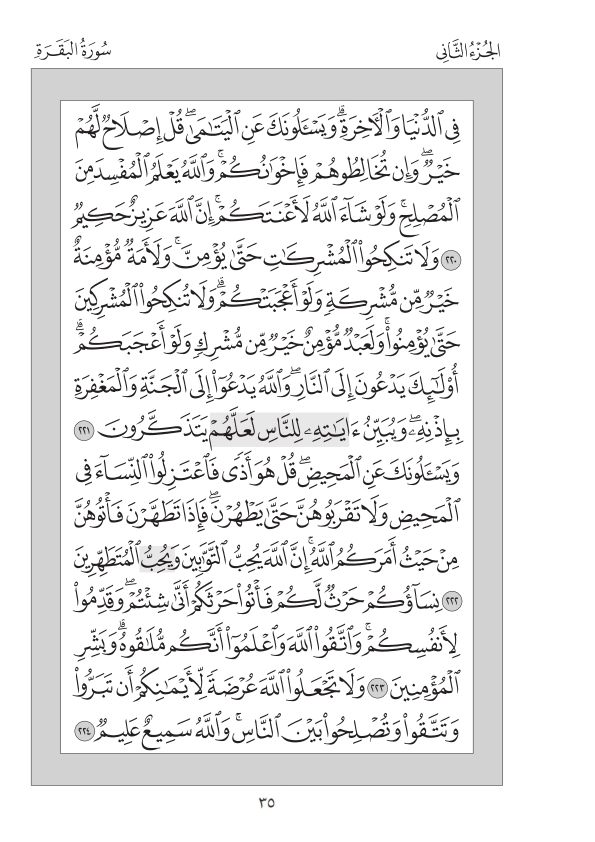 الجُزْءُ الثَّانِي
سُورَةُ البَقَرَةِ
فِي ٱلدُّنْيَا وَٱلْأٓخِرَةِۗ وَيَسْـَٔلُونَكَ عَنِ ٱلْيَتَٰمَىٰۖ قُلْ إِصْلَاحٌ لَّهُمْ
خَيْرٌۖ وَإِن تُخَالِطُوهُمْ فَإِخْوَٰنُكُمْۚ وَٱللَّهُ يَعْلَمُ ٱلْمُفْسِدَ مِنَ
ٱلْمُصْلِحِۚ وَلَوْ شَآءَ ٱللَّهُ لَأَعْنَتَكُمْۚ إِنَّ ٱللَّهَ عَزِيزٌ حَكِيمٌ
٢٢٠ وَلَا تَنكِحُوا۟ ٱلْمُشْرِكَٰتِ حَتَّىٰ يُؤْمِنَّۚ وَلَأَمَةٌ مُّؤْمِنَةٌ
خَيْرٌ مِّن مُّشْرِكَةٍ وَلَوْ أَعْجَبَتْكُمْۗ وَلَا تُنكِحُوا۟ ٱلْمُشْرِكِينَ
حَتَّىٰ يُؤْمِنُوا۟ۚ وَلَعَبْدٌ مُّؤْمِنٌ خَيْرٌ مِّن مُّشْرِكٍ وَلَوْ أَعْجَبَكُمْۗ
أُو۟لَٰٓئِكَ يَدْعُونَ إِلَى ٱلنَّارِۖ وَٱللَّهُ يَدْعُوٓا۟ إِلَى ٱلْجَنَّةِ وَٱلْمَغْفِرَةِ
بِإِذْنِهِۦۖ وَيُبَيِّنُ ءَايَٰتِهِۦ لِلنَّاسِ لَعَلَّهُمْ يَتَذَكَّرُونَ ٢٢١
وَيَسْـَٔلُونَكَ عَنِ ٱلْمَحِيضِۖ قُلْ هُوَ أَذًى فَٱعْتَزِلُوا۟ ٱلنِّسَآءَ فِي
ٱلْمَحِيضِ وَلَا تَقْرَبُوهُنَّ حَتَّىٰ يَطْهُرْنَۖ فَإِذَا تَطَهَّرْنَ فَأْتُوهُنَّ
مِنْ حَيْثُ أَمَرَكُمُ ٱللَّهُۚ إِنَّ ٱللَّهَ يُحِبُّ ٱلتَّوَّٰبِينَ وَيُحِبُّ ٱلْمُتَطَهِّرِينَ
٢٢٢ نِسَآؤُكُمْ حَرْثٌ لَّكُمْ فَأْتُوا۟ حَرْثَكُمْ أَنَّىٰ شِئْتُمْۖ وَقَدِّمُوا۟
لِأَنفُسِكُمْۚ وَٱتَّقُوا۟ ٱللَّهَ وَٱعْلَمُوٓا۟ أَنَّكُم مُّلَٰقُوهُۗ وَبَشِّرِ
ٱلْمُؤْمِنِينَ ٢٢٣ وَلَا تَجْعَلُوا۟ ٱللَّهَ عُرْضَةً لِّأَيْمَٰنِكُمْ أَن تَبَرُّوا۟
وَتَتَّقُوا۟ وَتُصْلِحُوا۟ بَيْنَ ٱلنَّاسِۗ وَٱللَّهُ سَمِيعٌ عَلِيمٌ ٢٢٤
٣٥